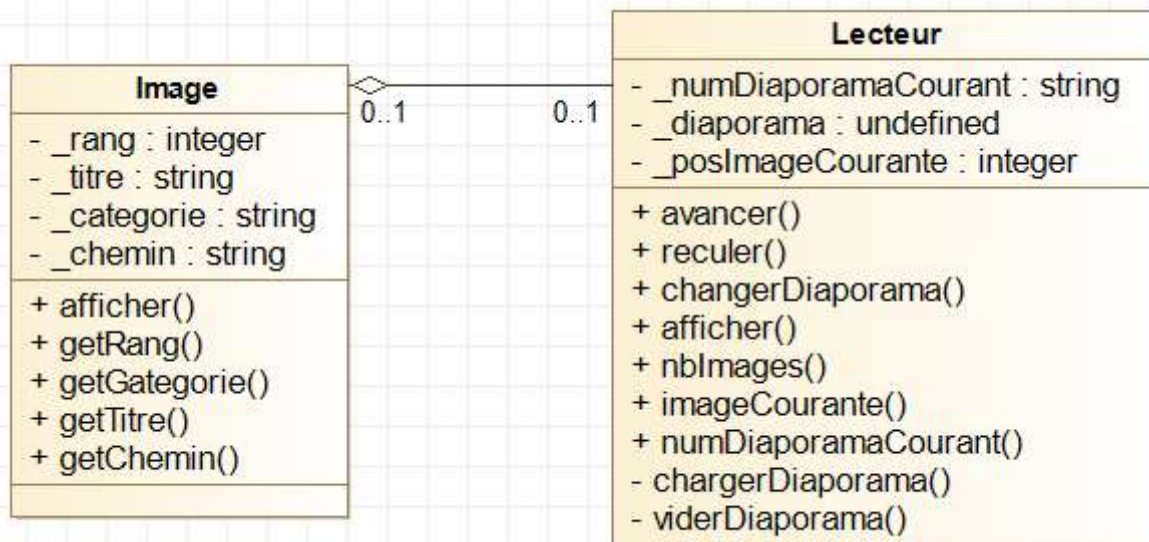 Image
- _rang : integer
- _titre : string
- _categorie : string
- _chemin : string
+ afficher()
+ getRang()
+ getGategorie()
+ getTitre()
+ getChemin()
0..1
0..1
Lecteur
- _numDiaporamaCourant : string
- _diaporama : undefined
- _posImageCourante : integer
+ avancer()
+ reculer()
+ changerDiaporama()
+ afficher()
+ nbImages()
+ imageCourante()
+ numDiaporamaCourant()
- chargerDiaporama()
- viderDiaporama()